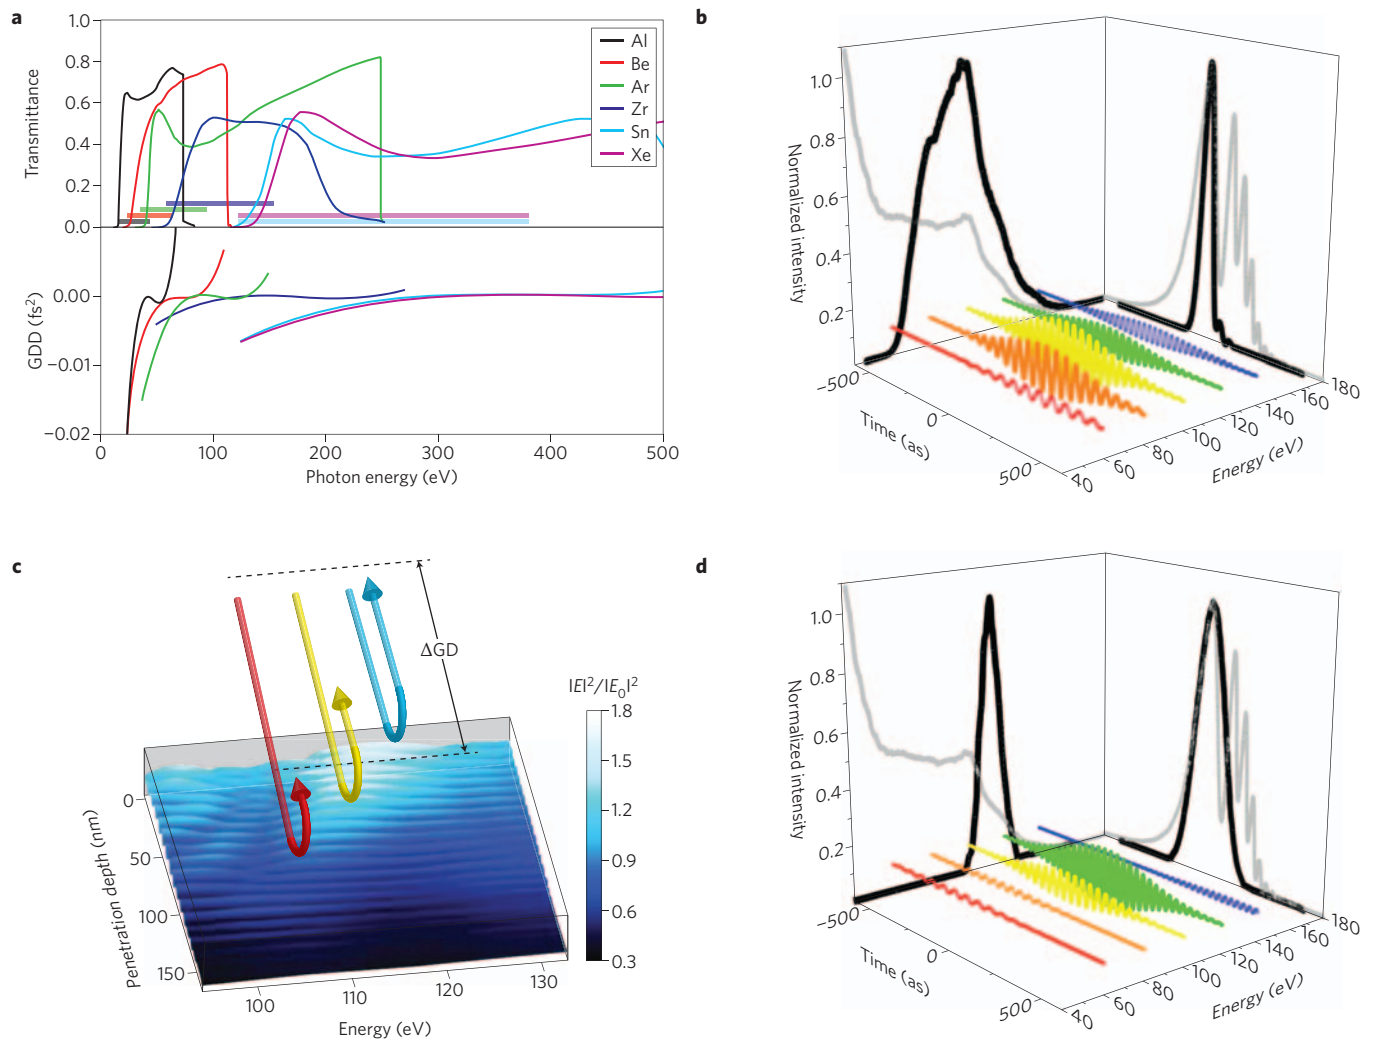 a
1.0
0.8
0.6
0.4
0.2
0.0
Transmittance
Al
Be
Ar
Zr
Sn
Xe
0.00
−0.01
−0.02
GDD (fs²)
0 100 200 300 400 500
Photon energy (eV)
b
1.0
0.8
0.6
0.4
0.2
Normalized intensity
−500 0 500
Time (as)
40 60 80 100 120 140 160 180
Energy (eV)
c
ΔGD
|E|²/|E₀|²
1.8
1.5
1.2
0.9
0.6
0.3
0
50
100
150
Penetration depth (nm)
100 110 120 130
Energy (eV)
d
1.0
0.8
0.6
0.4
0.2
Normalized intensity
−500 0 500
Time (as)
40 60 80 100 120 140 160 180
Energy (eV)